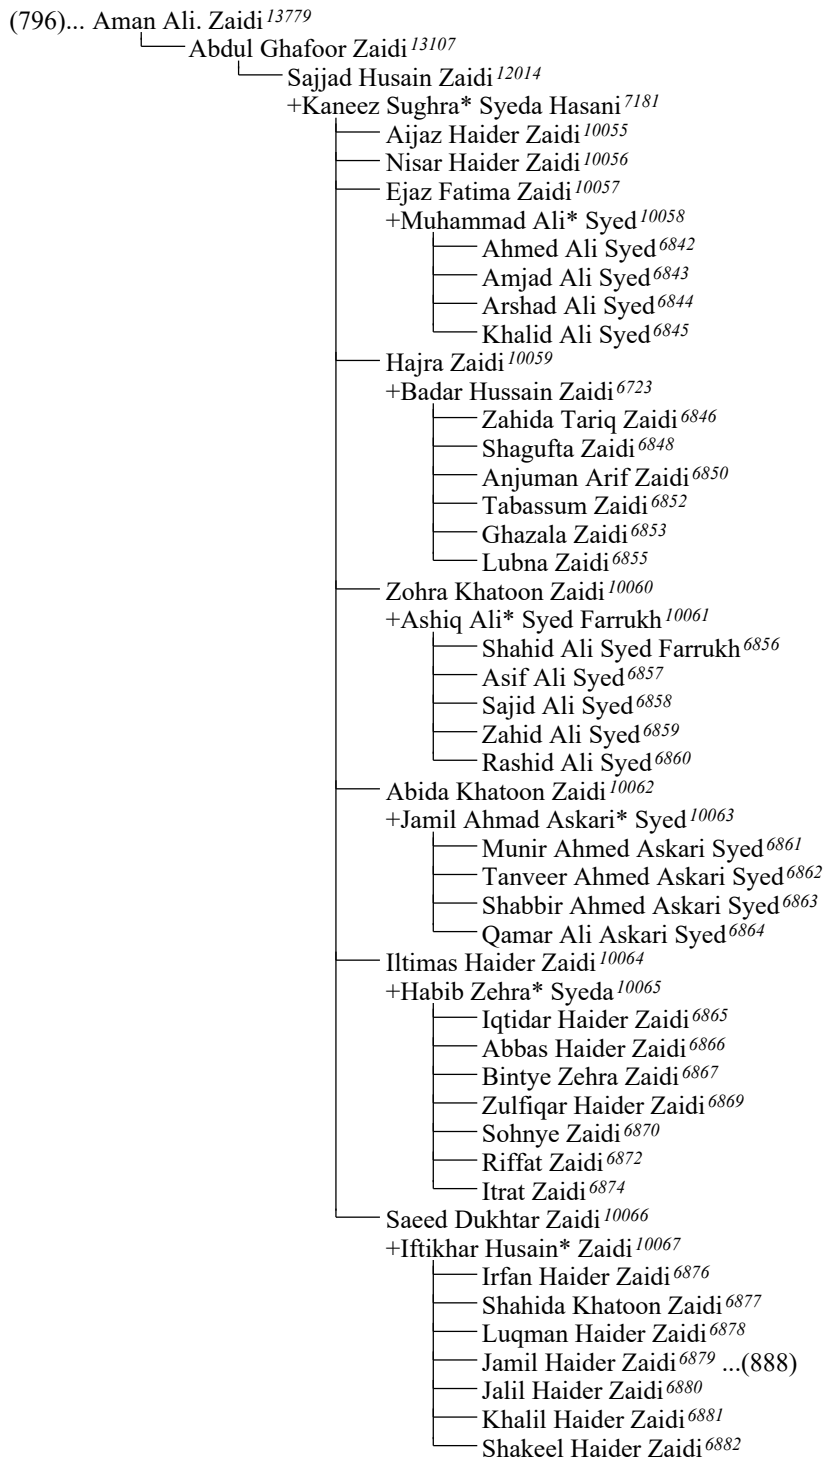 (796)... Aman Ali. Zaidi 13779
Abdul Ghafoor Zaidi 13107
Sajjad Husain Zaidi 12014
+Kaneez Sughra* Syeda Hasani 7181
Aijaz Haider Zaidi 10055
Nisar Haider Zaidi 10056
Ejaz Fatima Zaidi 10057
+Muhammad Ali* Syed 10058
Ahmed Ali Syed 6842
Amjad Ali Syed 6843
Arshad Ali Syed 6844
Khalid Ali Syed 6845
Hajra Zaidi 10059
+Badar Hussain Zaidi 6723
Zahida Tariq Zaidi 6846
Shagufta Zaidi 6848
Anjuman Arif Zaidi 6850
Tabassum Zaidi 6852
Ghazala Zaidi 6853
Lubna Zaidi 6855
Zohra Khatoon Zaidi 10060
+Ashiq Ali* Syed Farrukh 10061
Shahid Ali Syed Farrukh 6856
Asif Ali Syed 6857
Sajid Ali Syed 6858
Zahid Ali Syed 6859
Rashid Ali Syed 6860
Abida Khatoon Zaidi 10062
+Jamil Ahmad Askari* Syed 10063
Munir Ahmed Askari Syed 6861
Tanveer Ahmed Askari Syed 6862
Shabbir Ahmed Askari Syed 6863
Qamar Ali Askari Syed 6864
Iltimas Haider Zaidi 10064
+Habib Zehra* Syeda 10065
Iqtidar Haider Zaidi 6865
Abbas Haider Zaidi 6866
Bintye Zehra Zaidi 6867
Zulfiqar Haider Zaidi 6869
Sohnye Zaidi 6870
Riffat Zaidi 6872
Itrat Zaidi 6874
Saeed Dukhtar Zaidi 10066
+Iftikhar Husain* Zaidi 10067
Irfan Haider Zaidi 6876
Shahida Khatoon Zaidi 6877
Luqman Haider Zaidi 6878
Jamil Haider Zaidi 6879 ...(888)
Jalil Haider Zaidi 6880
Khalil Haider Zaidi 6881
Shakeel Haider Zaidi 6882